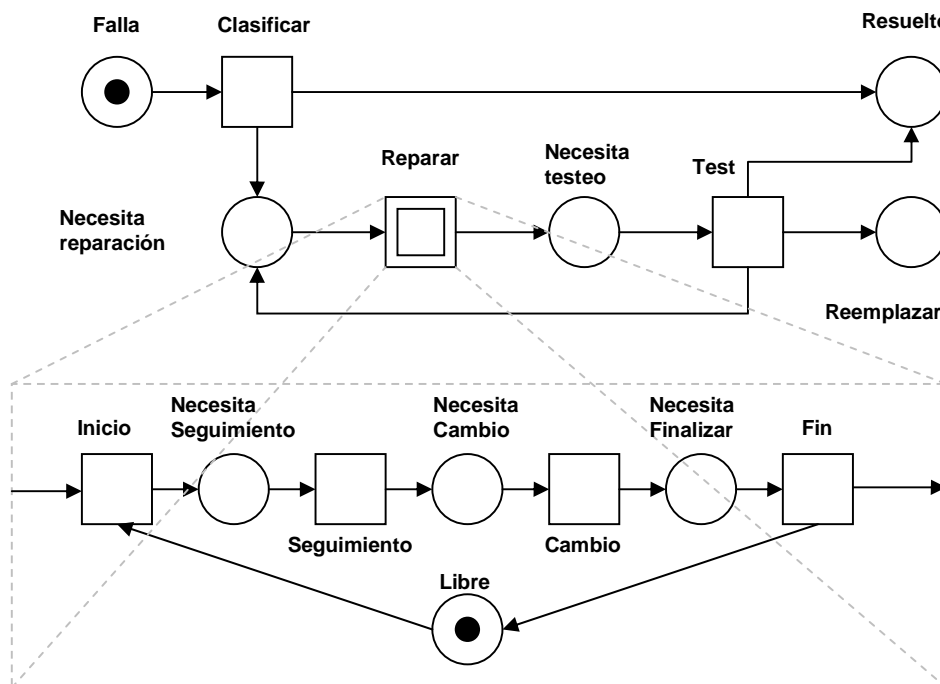 Falla
Clasificar
Resuelto
Reparar
Necesita
testeo
Test
Necesita
reparación
Reemplazar
Inicio
Necesita
Seguimiento
Necesita
Cambio
Necesita
Finalizar
Fin
Seguimiento
Cambio
Libre